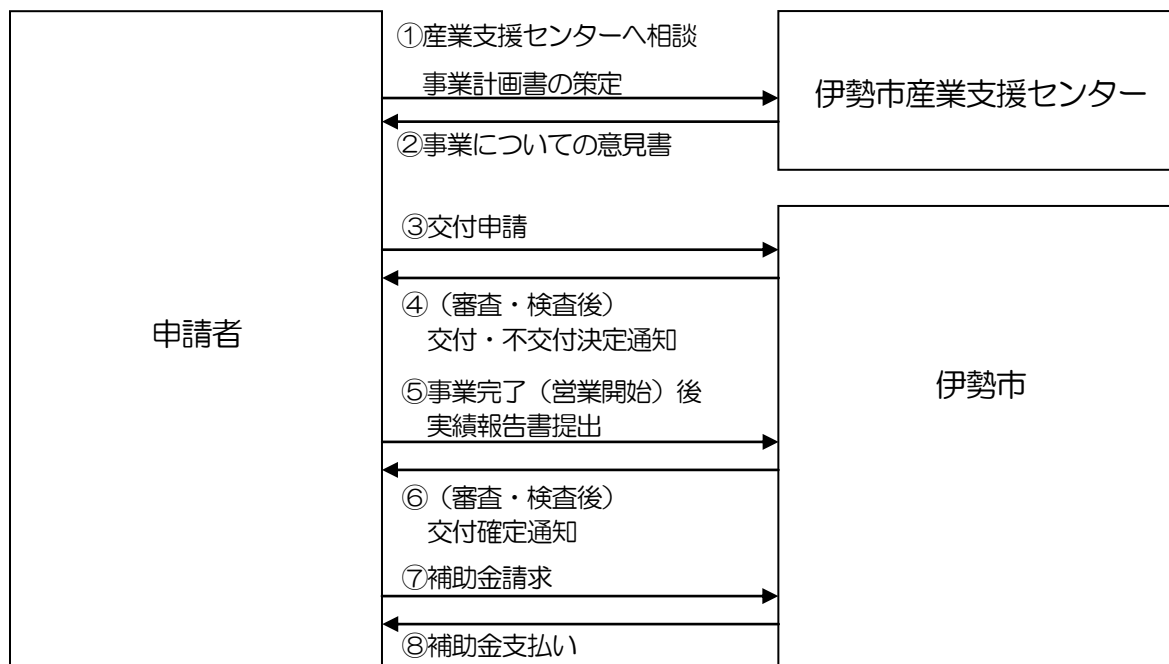 申請者
①産業支援センターへ相談
事業計画書の策定
伊勢市産業支援センター
②事業についての意見書
③交付申請
④（審査・検査後）
交付・不交付決定通知
⑤事業完了（営業開始）後
実績報告書提出
伊勢市
⑥（審査・検査後）
交付確定通知
⑦補助金請求
⑧補助金支払い